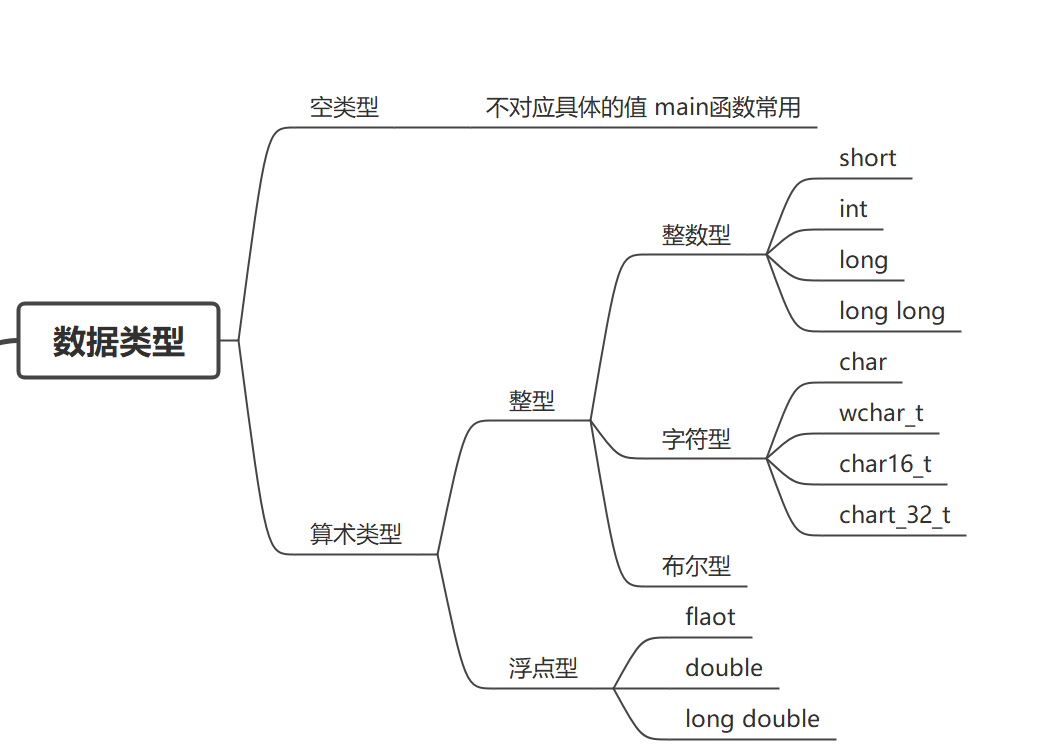 数据类型
空类型
不对应具体的值 main函数常用
算术类型
整型
整数型
short
int
long
long long
字符型
char
wchar_t
char16_t
chart_32_t
布尔型
浮点型
flaot
double
long double